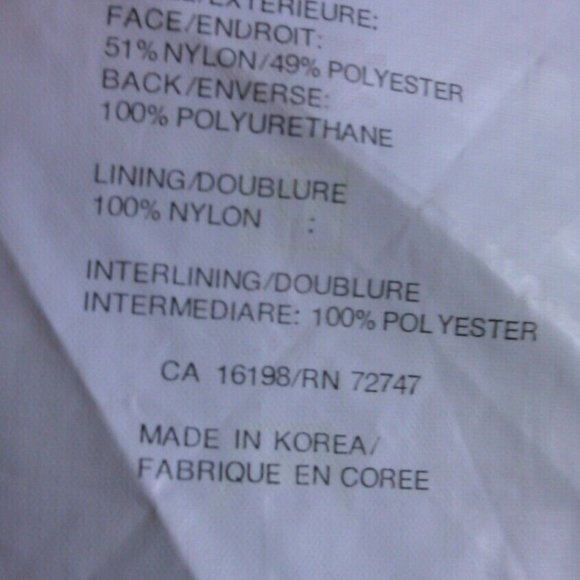 /EXTERIEURE:
FACE/ENDROIT:
51% NYLON/49% POLYESTER
BACK/ENVERSE:
100% POLYURETHANE
LINING/DOUBLURE
100% NYLON :
INTERLINING/DOUBLURE
INTERMEDIARE: 100% POLYESTER
CA 16198/RN 72747
MADE IN KOREA/
FABRIQUE EN COREE